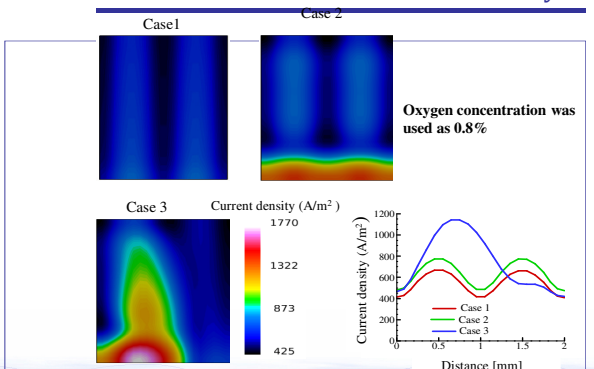 Case1
Case 2
Oxygen concentration was
used as 0.8%
Case 3
Current density (A/m2 )
1770
1322
873
425
Current density (A/m2)
1200
1000
800
600
400
200
0
0
0.5
1
1.5
2
Case 1
Case 2
Case 3
Distance [mm]